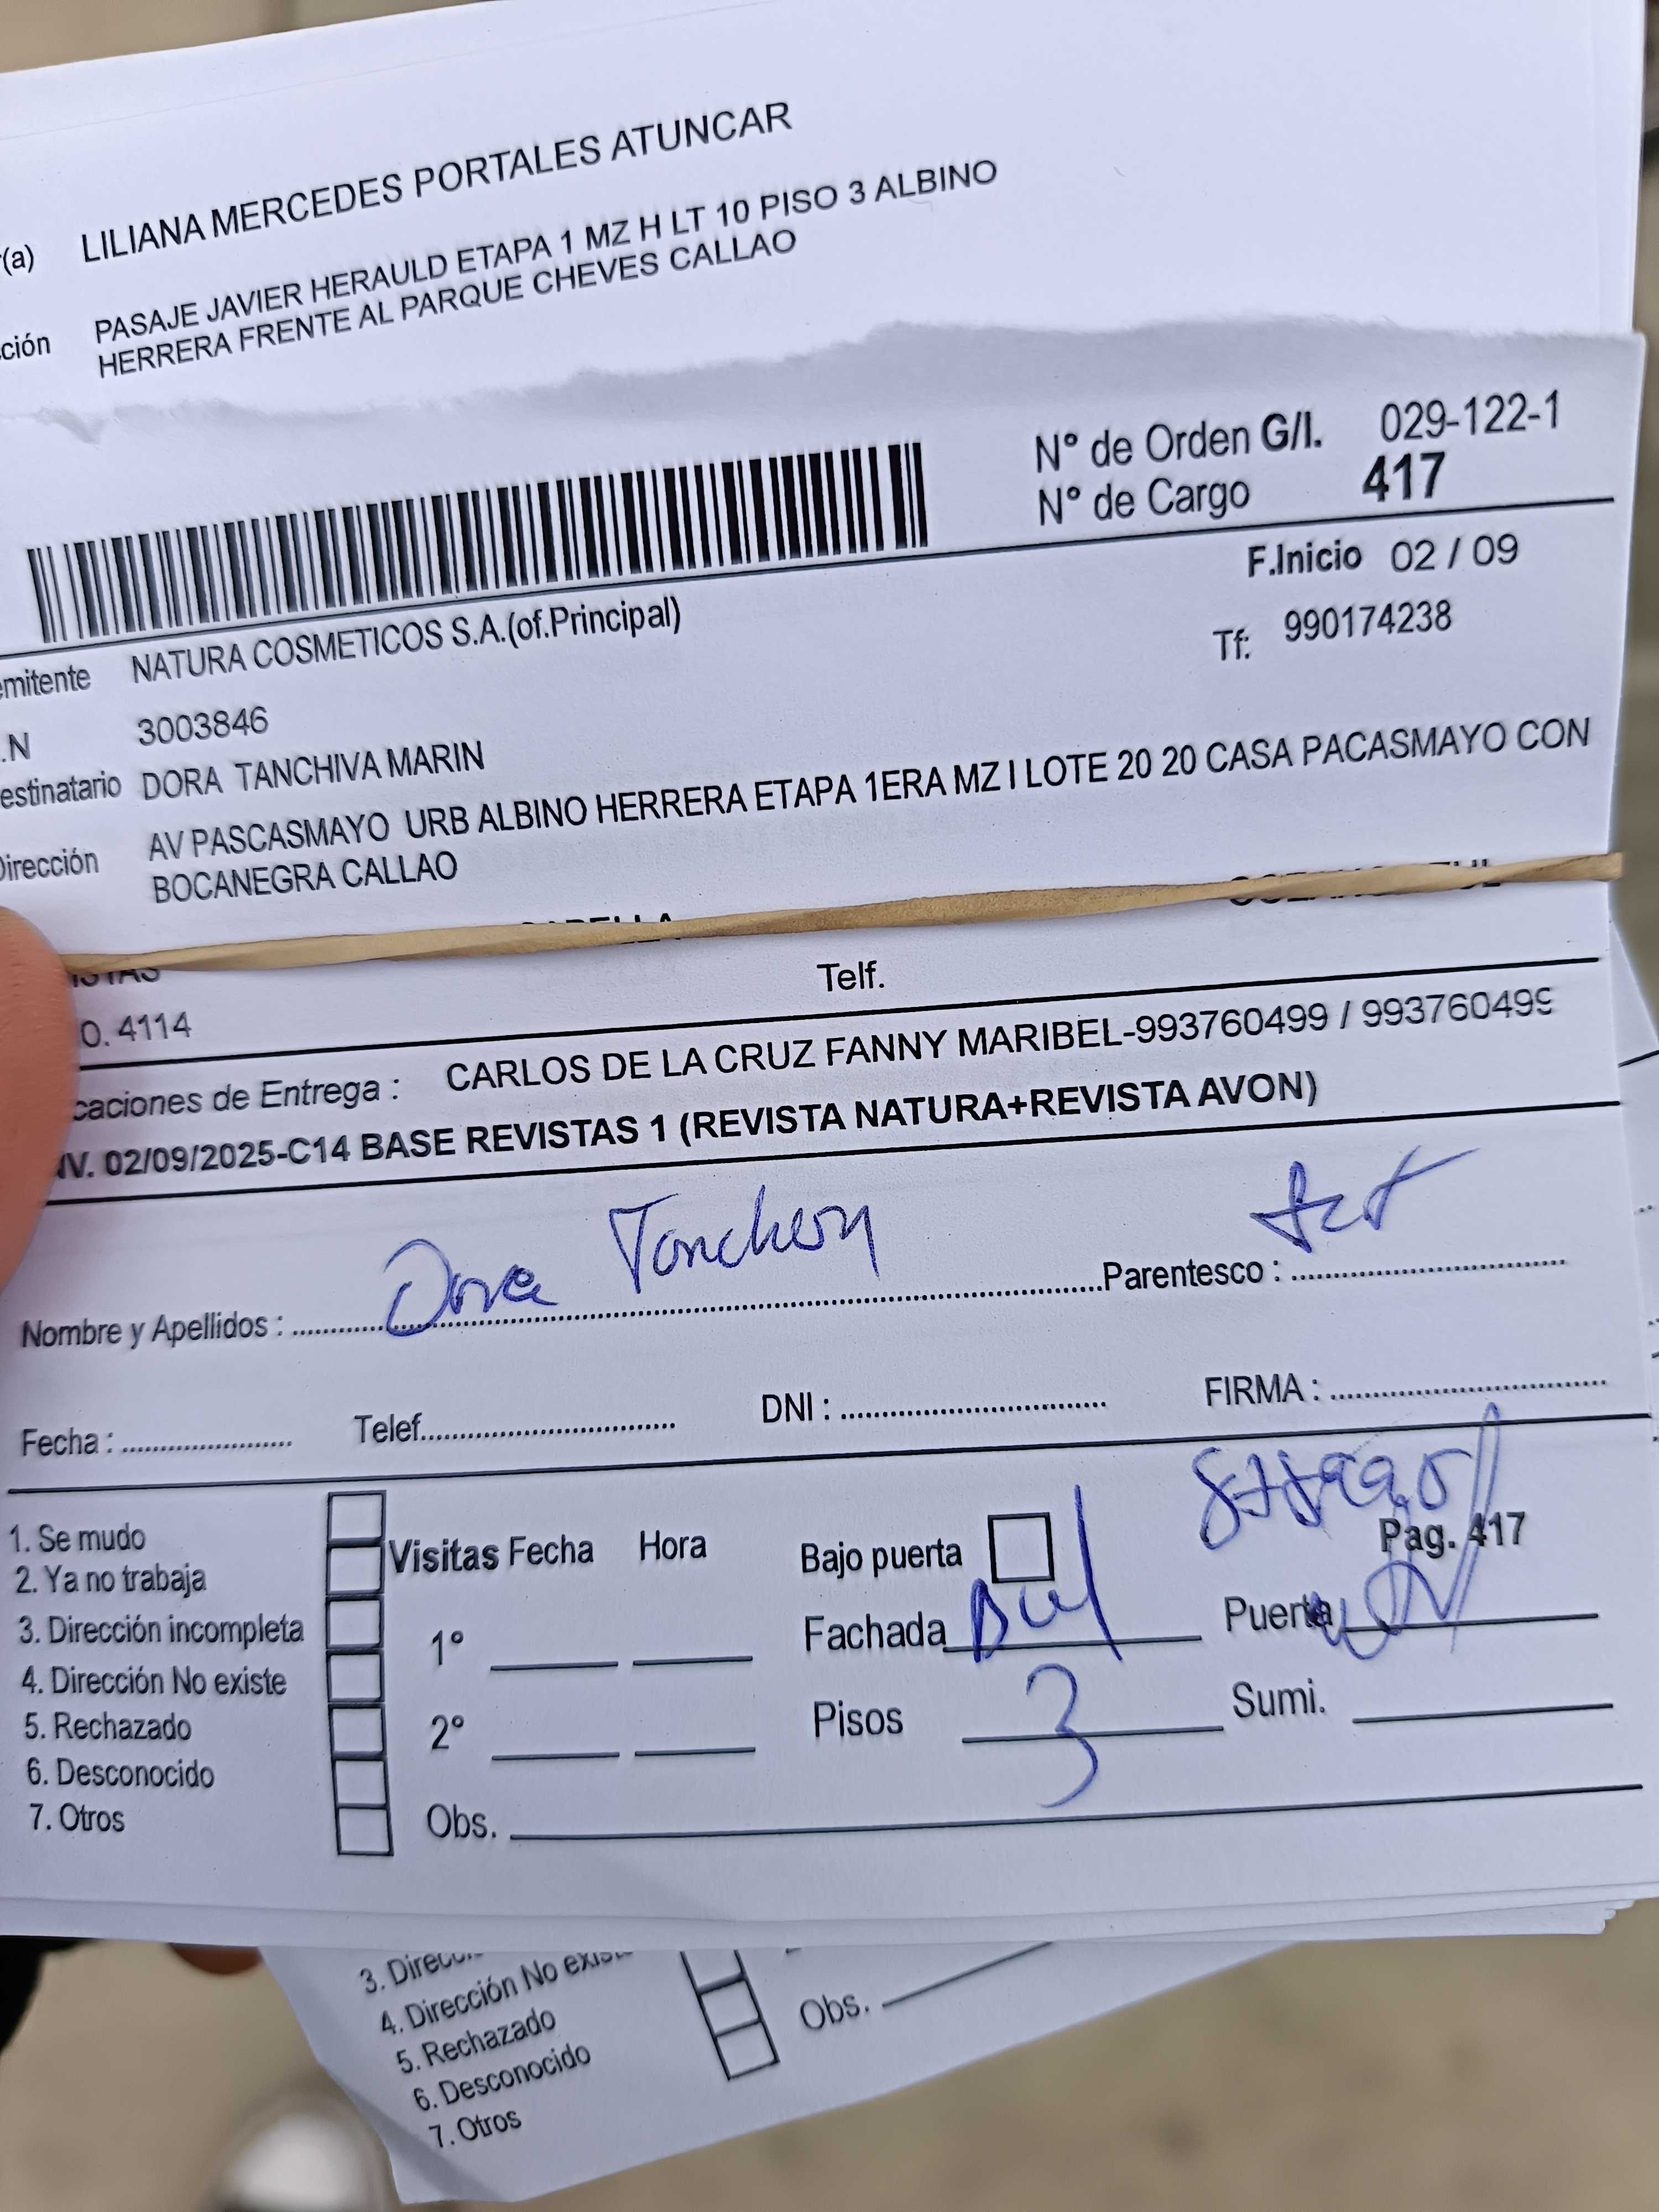 (a) LILIANA MERCEDES PORTALES ATUNCAR
cción PASAJE JAVIER HERAULD ETAPA 1 MZ H LT 10 PISO 3 ALBINO
HERRERA FRENTE AL PARQUE CHEVES CALLAO
N° de Orden G/I. 029-122-1
N° de Cargo 417
F.Inicio 02 / 09
emitente NATURA COSMETICOS S.A.(of.Principal)
Tf: 990174238
.N 3003846
estinatario DORA TANCHIVA MARIN
Dirección AV PASCASMAYO URB ALBINO HERRERA ETAPA 1ERA MZ I LOTE 20 20 CASA PACASMAYO CON
BOCANEGRA CALLAO
Telf.
O. 4114
caciones de Entrega : CARLOS DE LA CRUZ FANNY MARIBEL-993760499 / 993760499
NV. 02/09/2025-C14 BASE REVISTAS 1 (REVISTA NATURA+REVISTA AVON)
Nombre y Apellidos : Dora Parentesco :
Fecha : Telef. DNI : FIRMA :
1. Se mudo
2. Ya no trabaja
3. Dirección incompleta
4. Dirección No existe
5. Rechazado
6. Desconocido
7. Otros
Visitas Fecha Hora
1°
2°
Obs.
Bajo puerta
Pag. 417
Fachada Puerta
Pisos 3 Sumi.
3. Direcc
4. Dirección No exis
5. Rechazado
6. Desconocido
7. Otros
Obs.